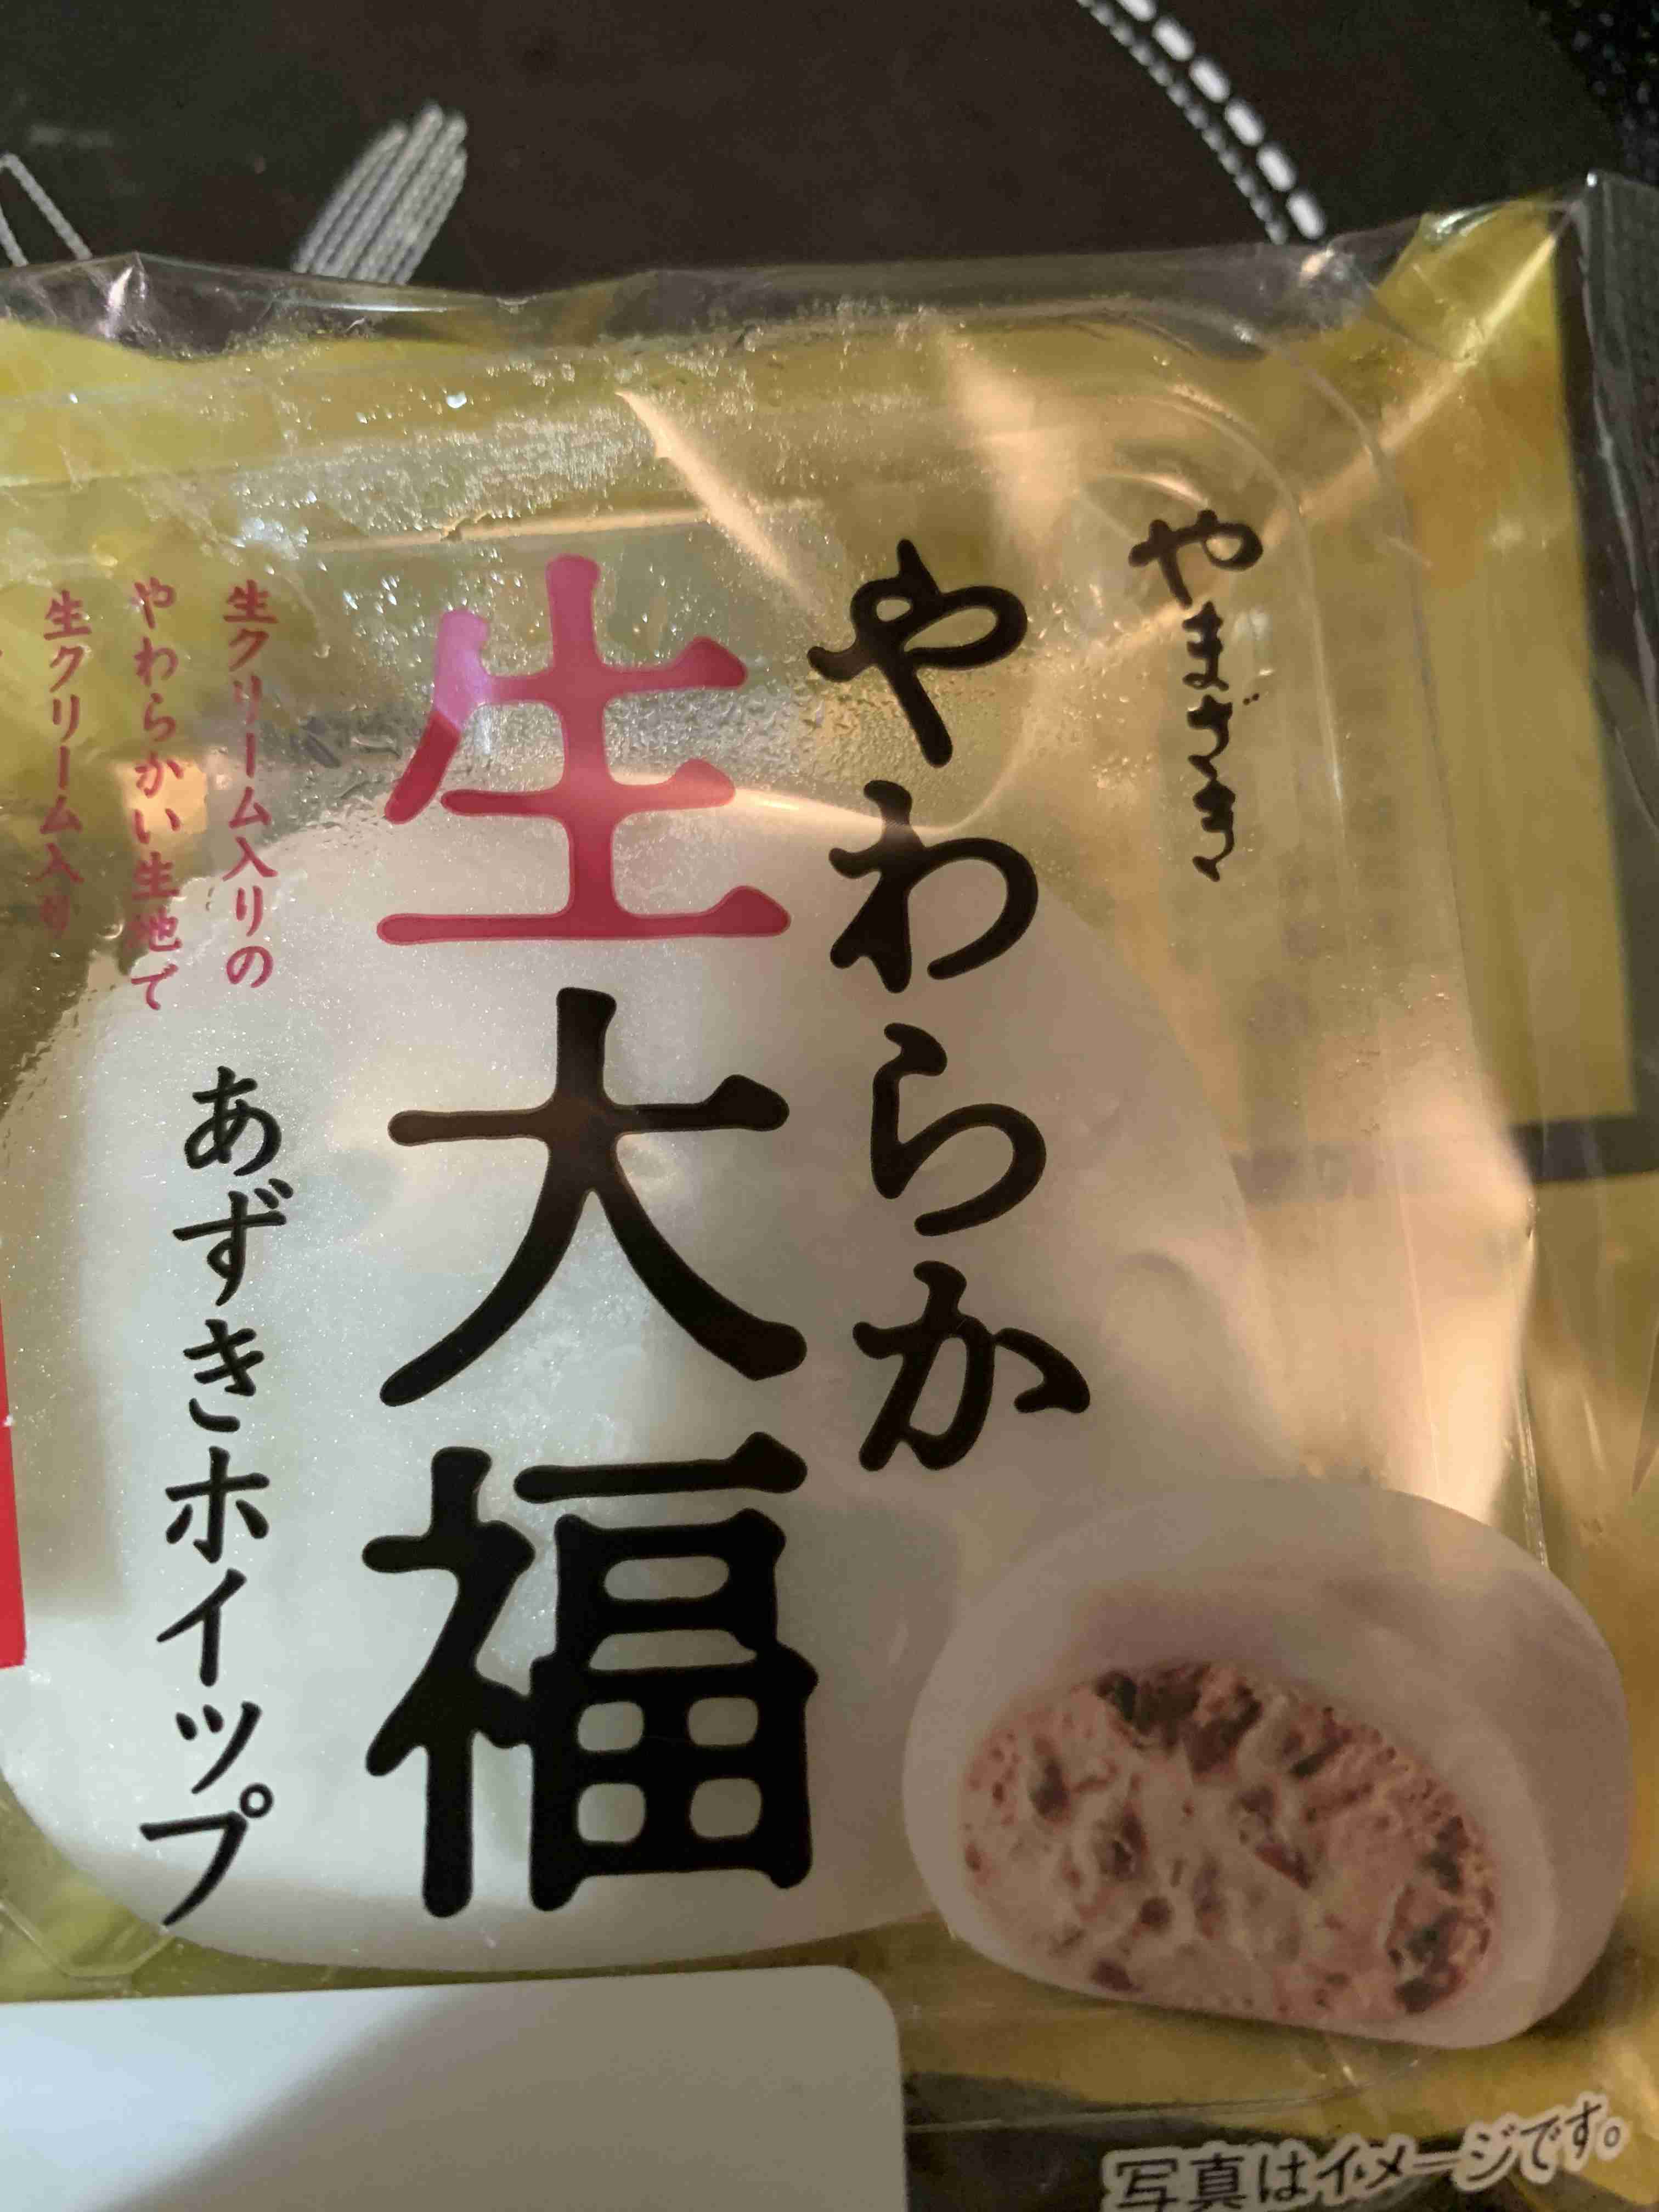 やまざき
やわらか
生大福
あずきホイップ
生クリーム入りの
やわらかい生地で
生クリーム入り
写真はイメージです。